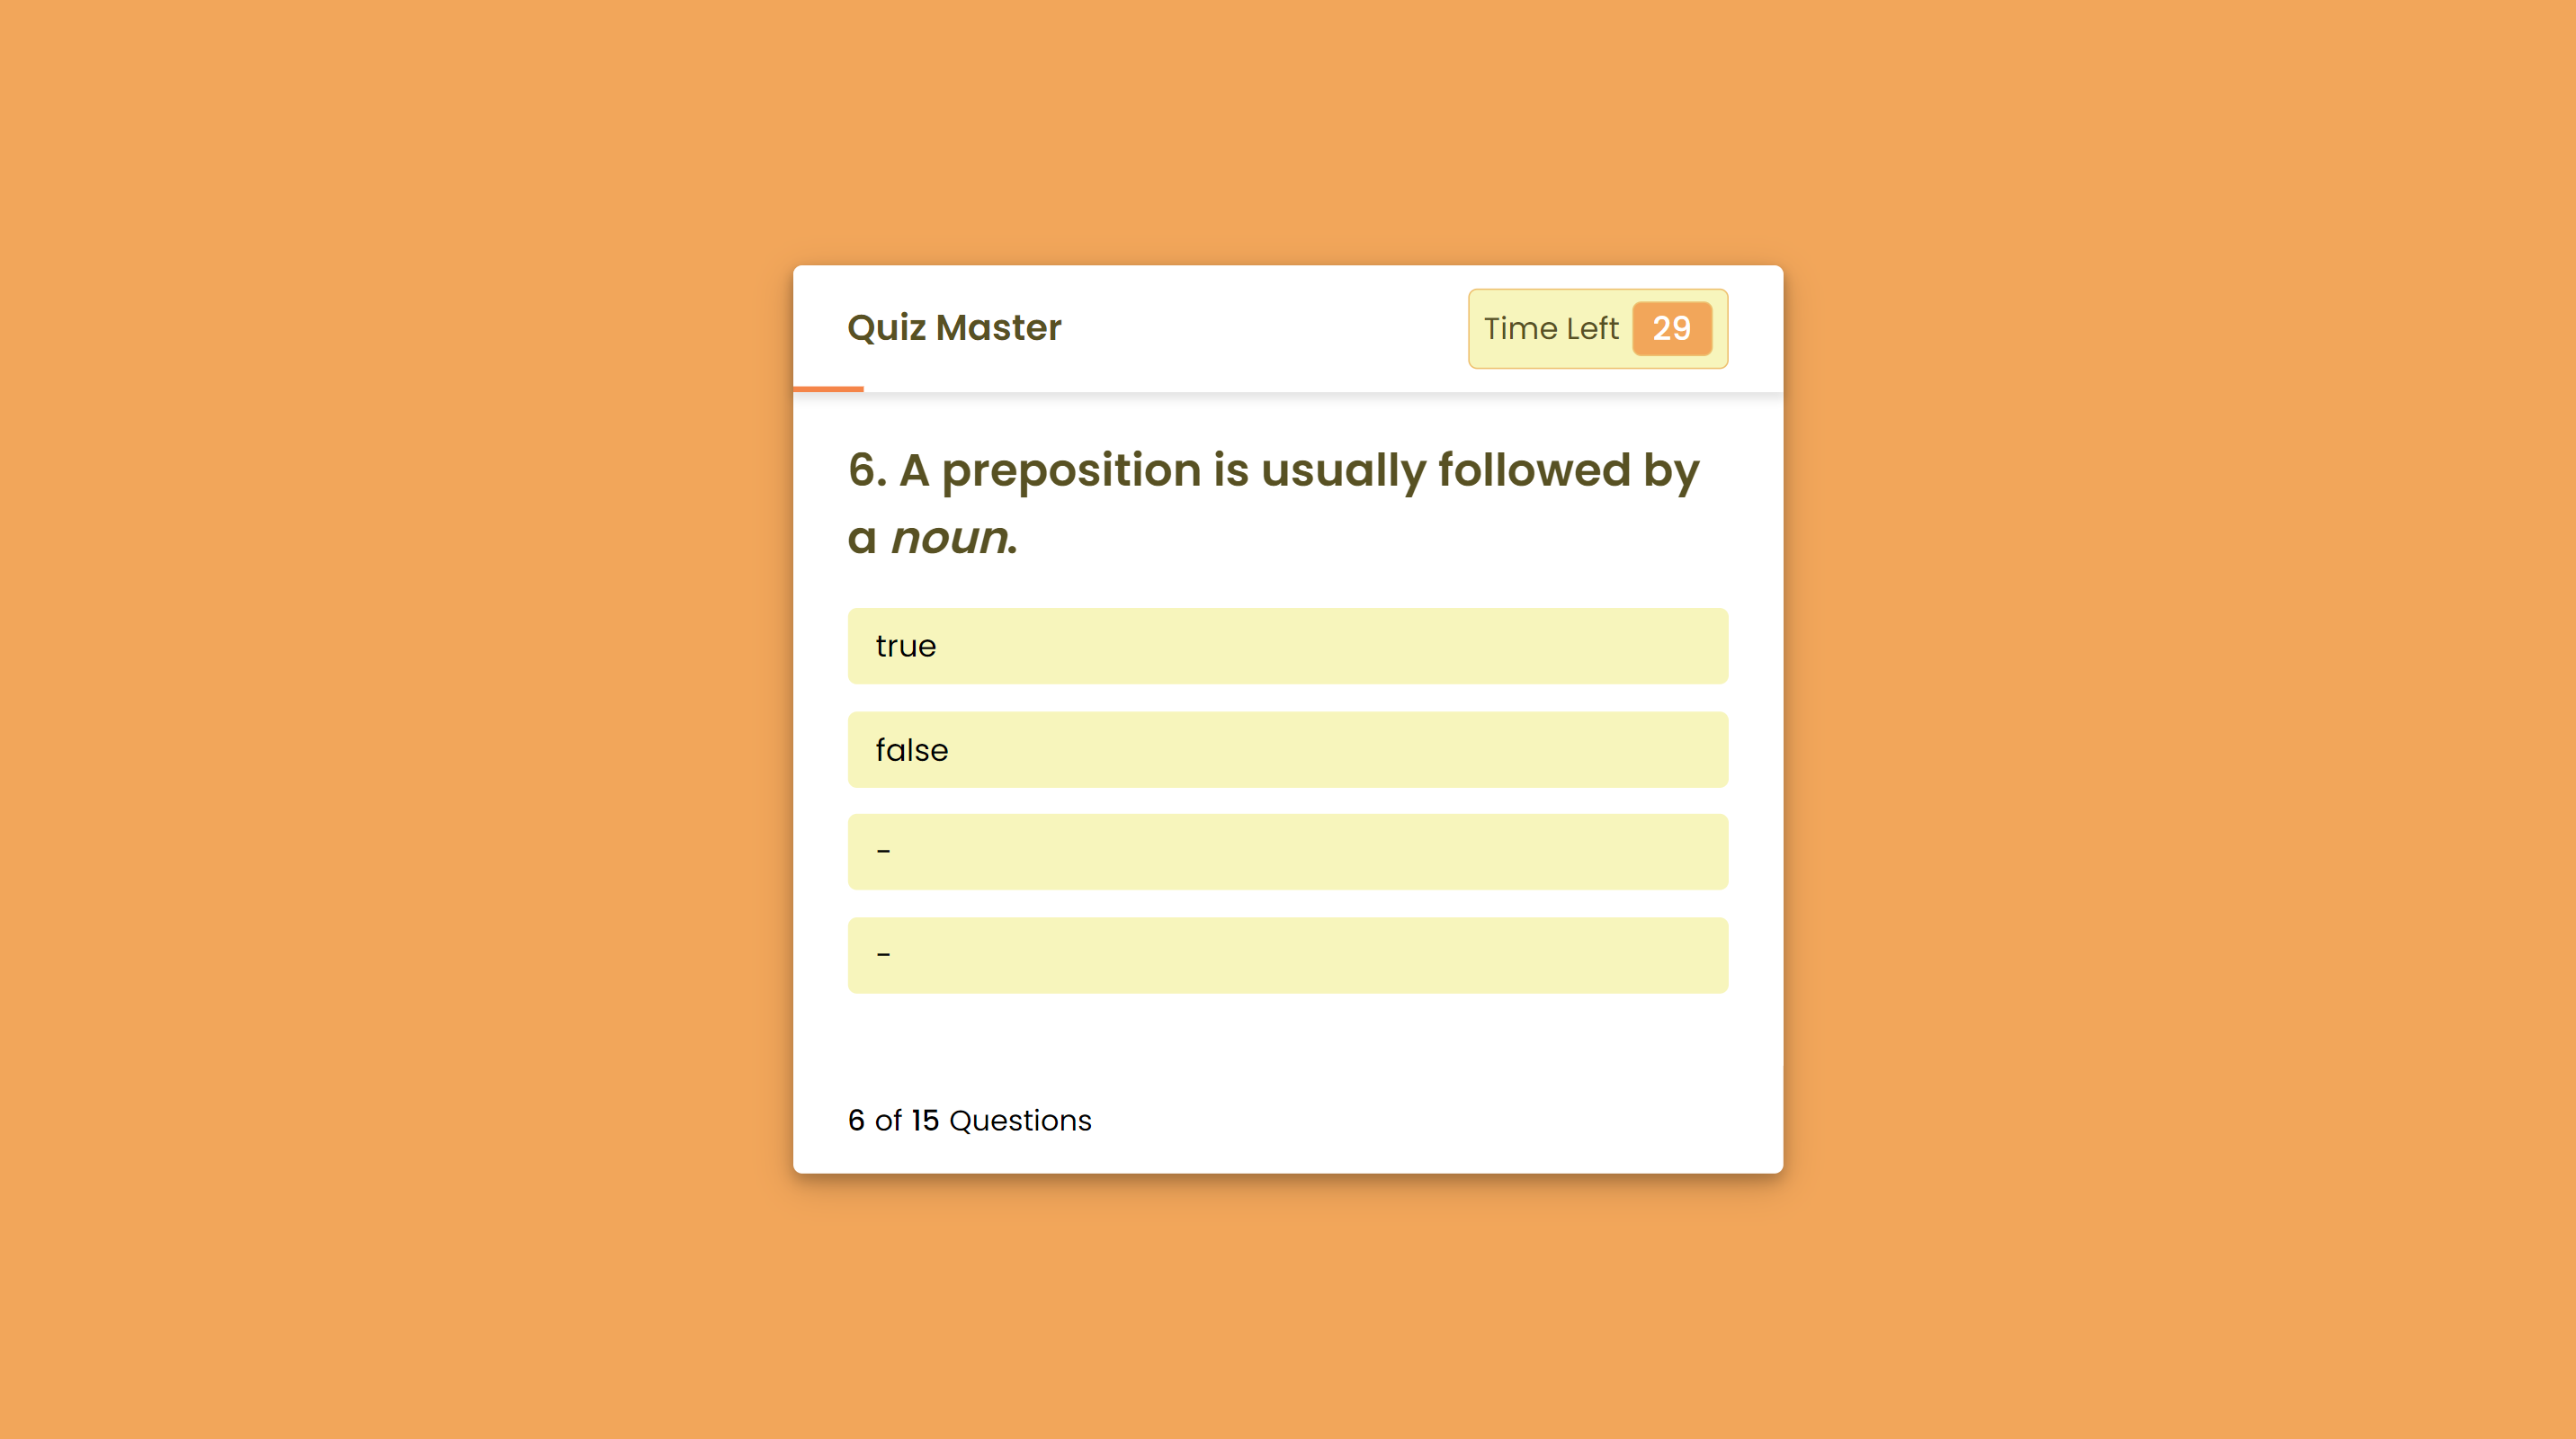 Quiz Master
Time Left 29
6. A preposition is usually followed by
a noun.
true
false
-
-
6 of 15 Questions